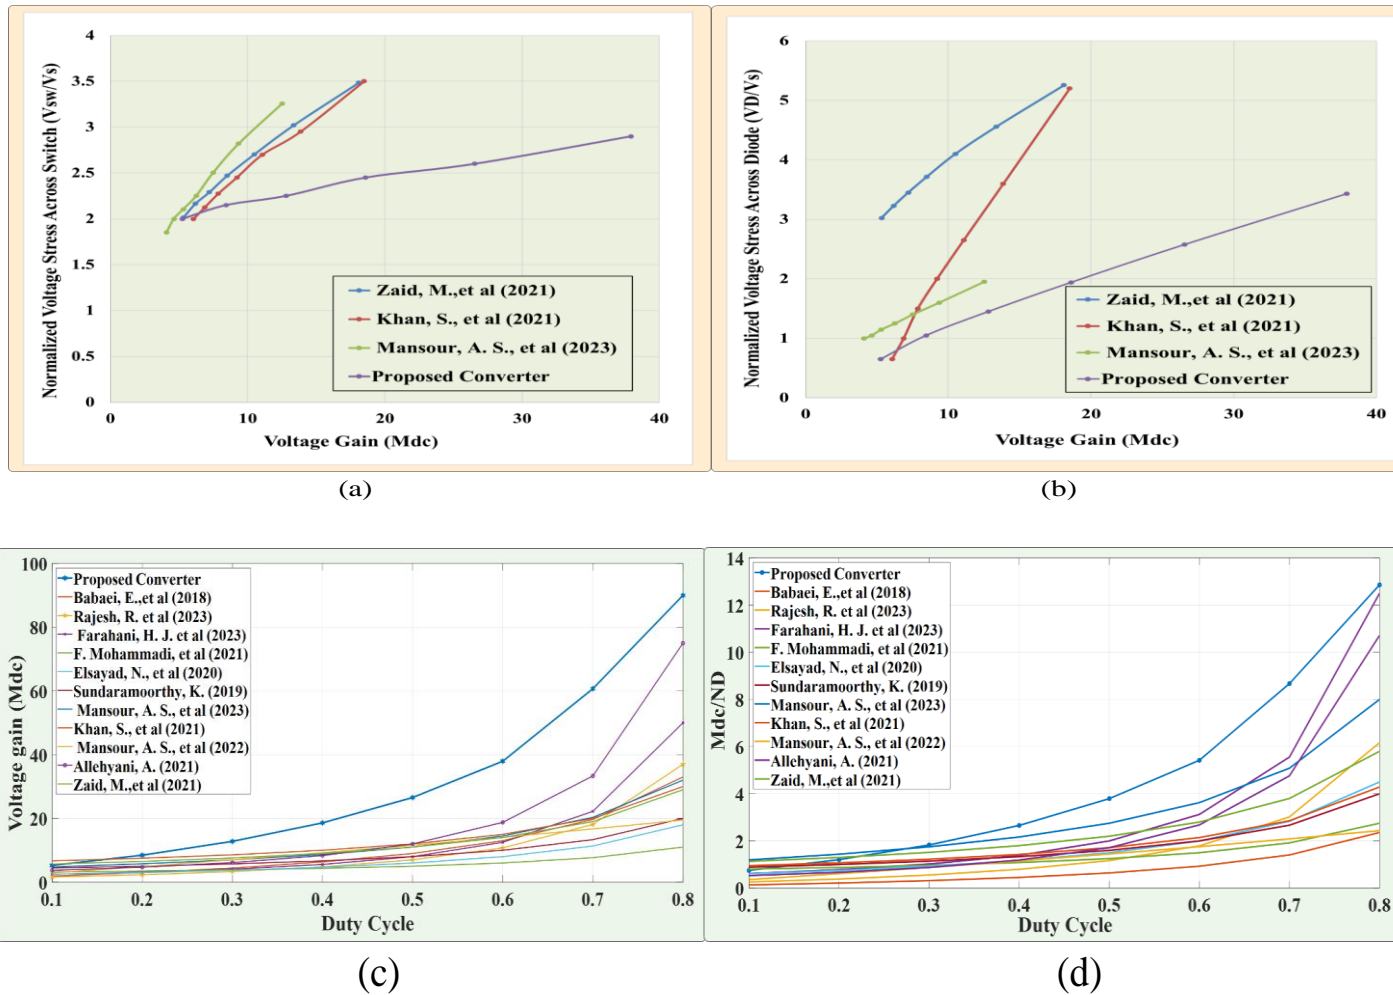 Normalized Voltage Stress Across Switch (Vsw/Vs)
4
3.5
3
2.5
2
1.5
1
0.5
0
Zaid, M.,et al (2021)
Khan, S., et al (2021)
Mansour, A. S., et al (2023)
Proposed Converter
0 10 20 30 40
Voltage Gain (Mdc)
(a)
Normalized Voltage Stress Across Diode (VD/Vs)
6
5
4
3
2
1
0
Zaid, M., et al (2021)
Khan, S., et al (2021)
Mansour, A. S., et al (2023)
Proposed Converter
0 10 20 30 40
Voltage Gain (Mdc)
(b)
Voltage gain (Mdc)
100
80
60
40
20
0
Proposed Converter
Babaei, E.,et al (2018)
Rajesh, R. et al (2023)
Farahani, H. J. et al (2023)
F. Mohammadi, et al (2021)
Elsayad, N., et al (2020)
Sundaramoorthy, K. (2019)
Mansour, A. S., et al (2023)
Khan, S., et al (2021)
Mansour, A. S., et al (2022)
Allehyani, A. (2021)
Zaid, M.,et al (2021)
0.1 0.2 0.3 0.4 0.5 0.6 0.7 0.8
Duty Cycle
(c)
Mdc/ND
14
12
10
8
6
4
2
0
Proposed Converter
Babaei, E.,et al (2018)
Rajesh, R. et al (2023)
Farahani, H. J. et al (2023)
F. Mohammadi, et al (2021)
Elsayad, N., et al (2020)
Sundaramoorthy, K. (2019)
Mansour, A. S., et al (2023)
Khan, S., et al (2021)
Mansour, A. S., et al (2022)
Allehyani, A. (2021)
Zaid, M.,et al (2021)
0.1 0.2 0.3 0.4 0.5 0.6 0.7 0.8
Duty Cycle
(d)